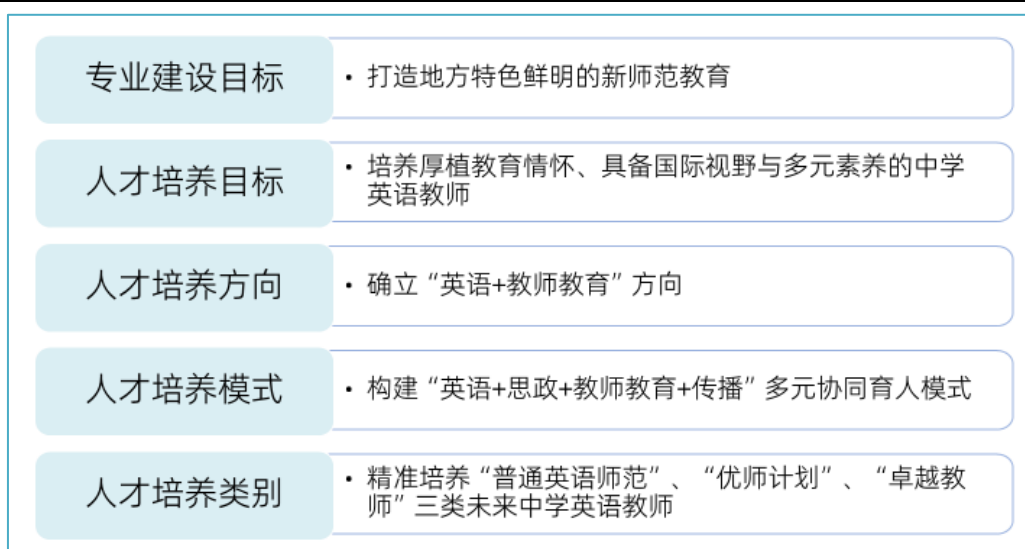 专业建设目标
• 打造地方特色鲜明的新师范教育
人才培养目标
• 培养厚植教育情怀、具备国际视野与多元素养的中学
英语教师
人才培养方向
• 确立“英语+教师教育”方向
人才培养模式
• 构建“英语+思政+教师教育+传播”多元协同育人模式
人才培养类别
• 精准培养“普通英语师范”、“优师计划”、“卓越教
师”三类未来中学英语教师